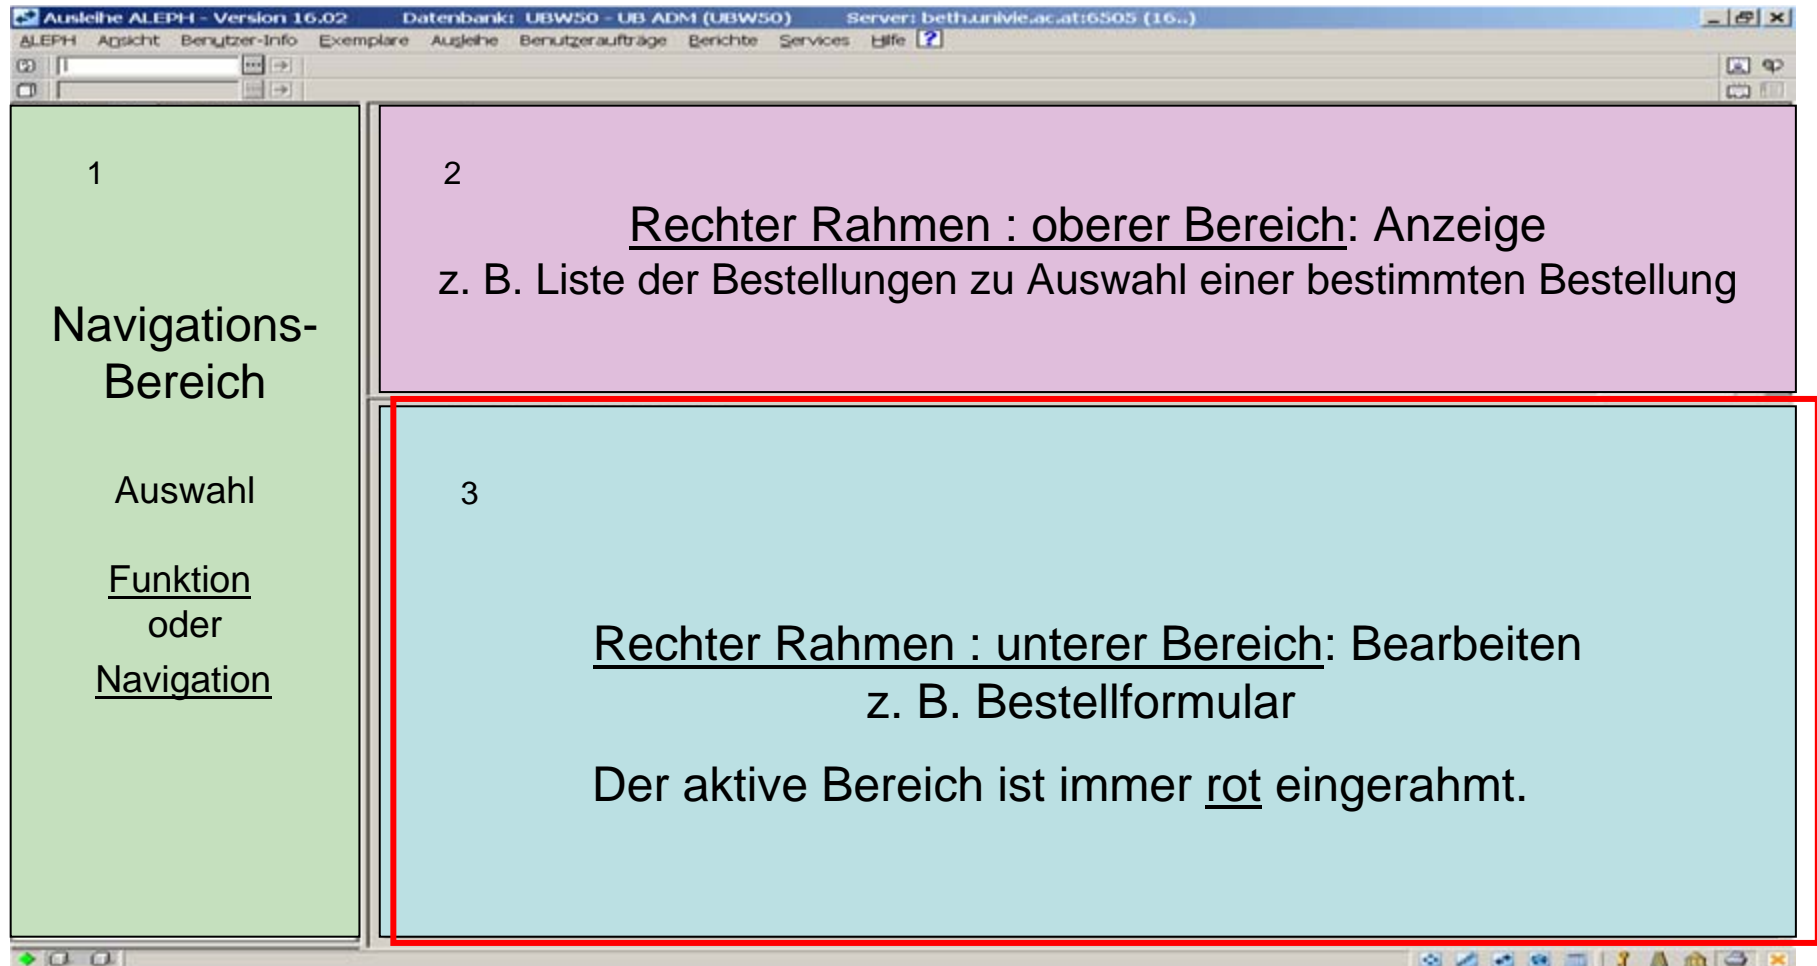 Ausleihe ALEPH - Version 16.02 Datenbank: UBW50 - UB ADM (UBW50) Server: beth.univie.ac.at:6505 (16..)
ALEPH Ansicht Benutzer-Info Exemplare Ausleihe Benutzeraufträge Berichte Services Hilfe ?
1
Navigations-
Bereich
Auswahl
Funktion
oder
Navigation
2
Rechter Rahmen : oberer Bereich: Anzeige
z. B. Liste der Bestellungen zu Auswahl einer bestimmten Bestellung
3
Rechter Rahmen : unterer Bereich: Bearbeiten
z. B. Bestellformular
Der aktive Bereich ist immer rot eingerahmt.